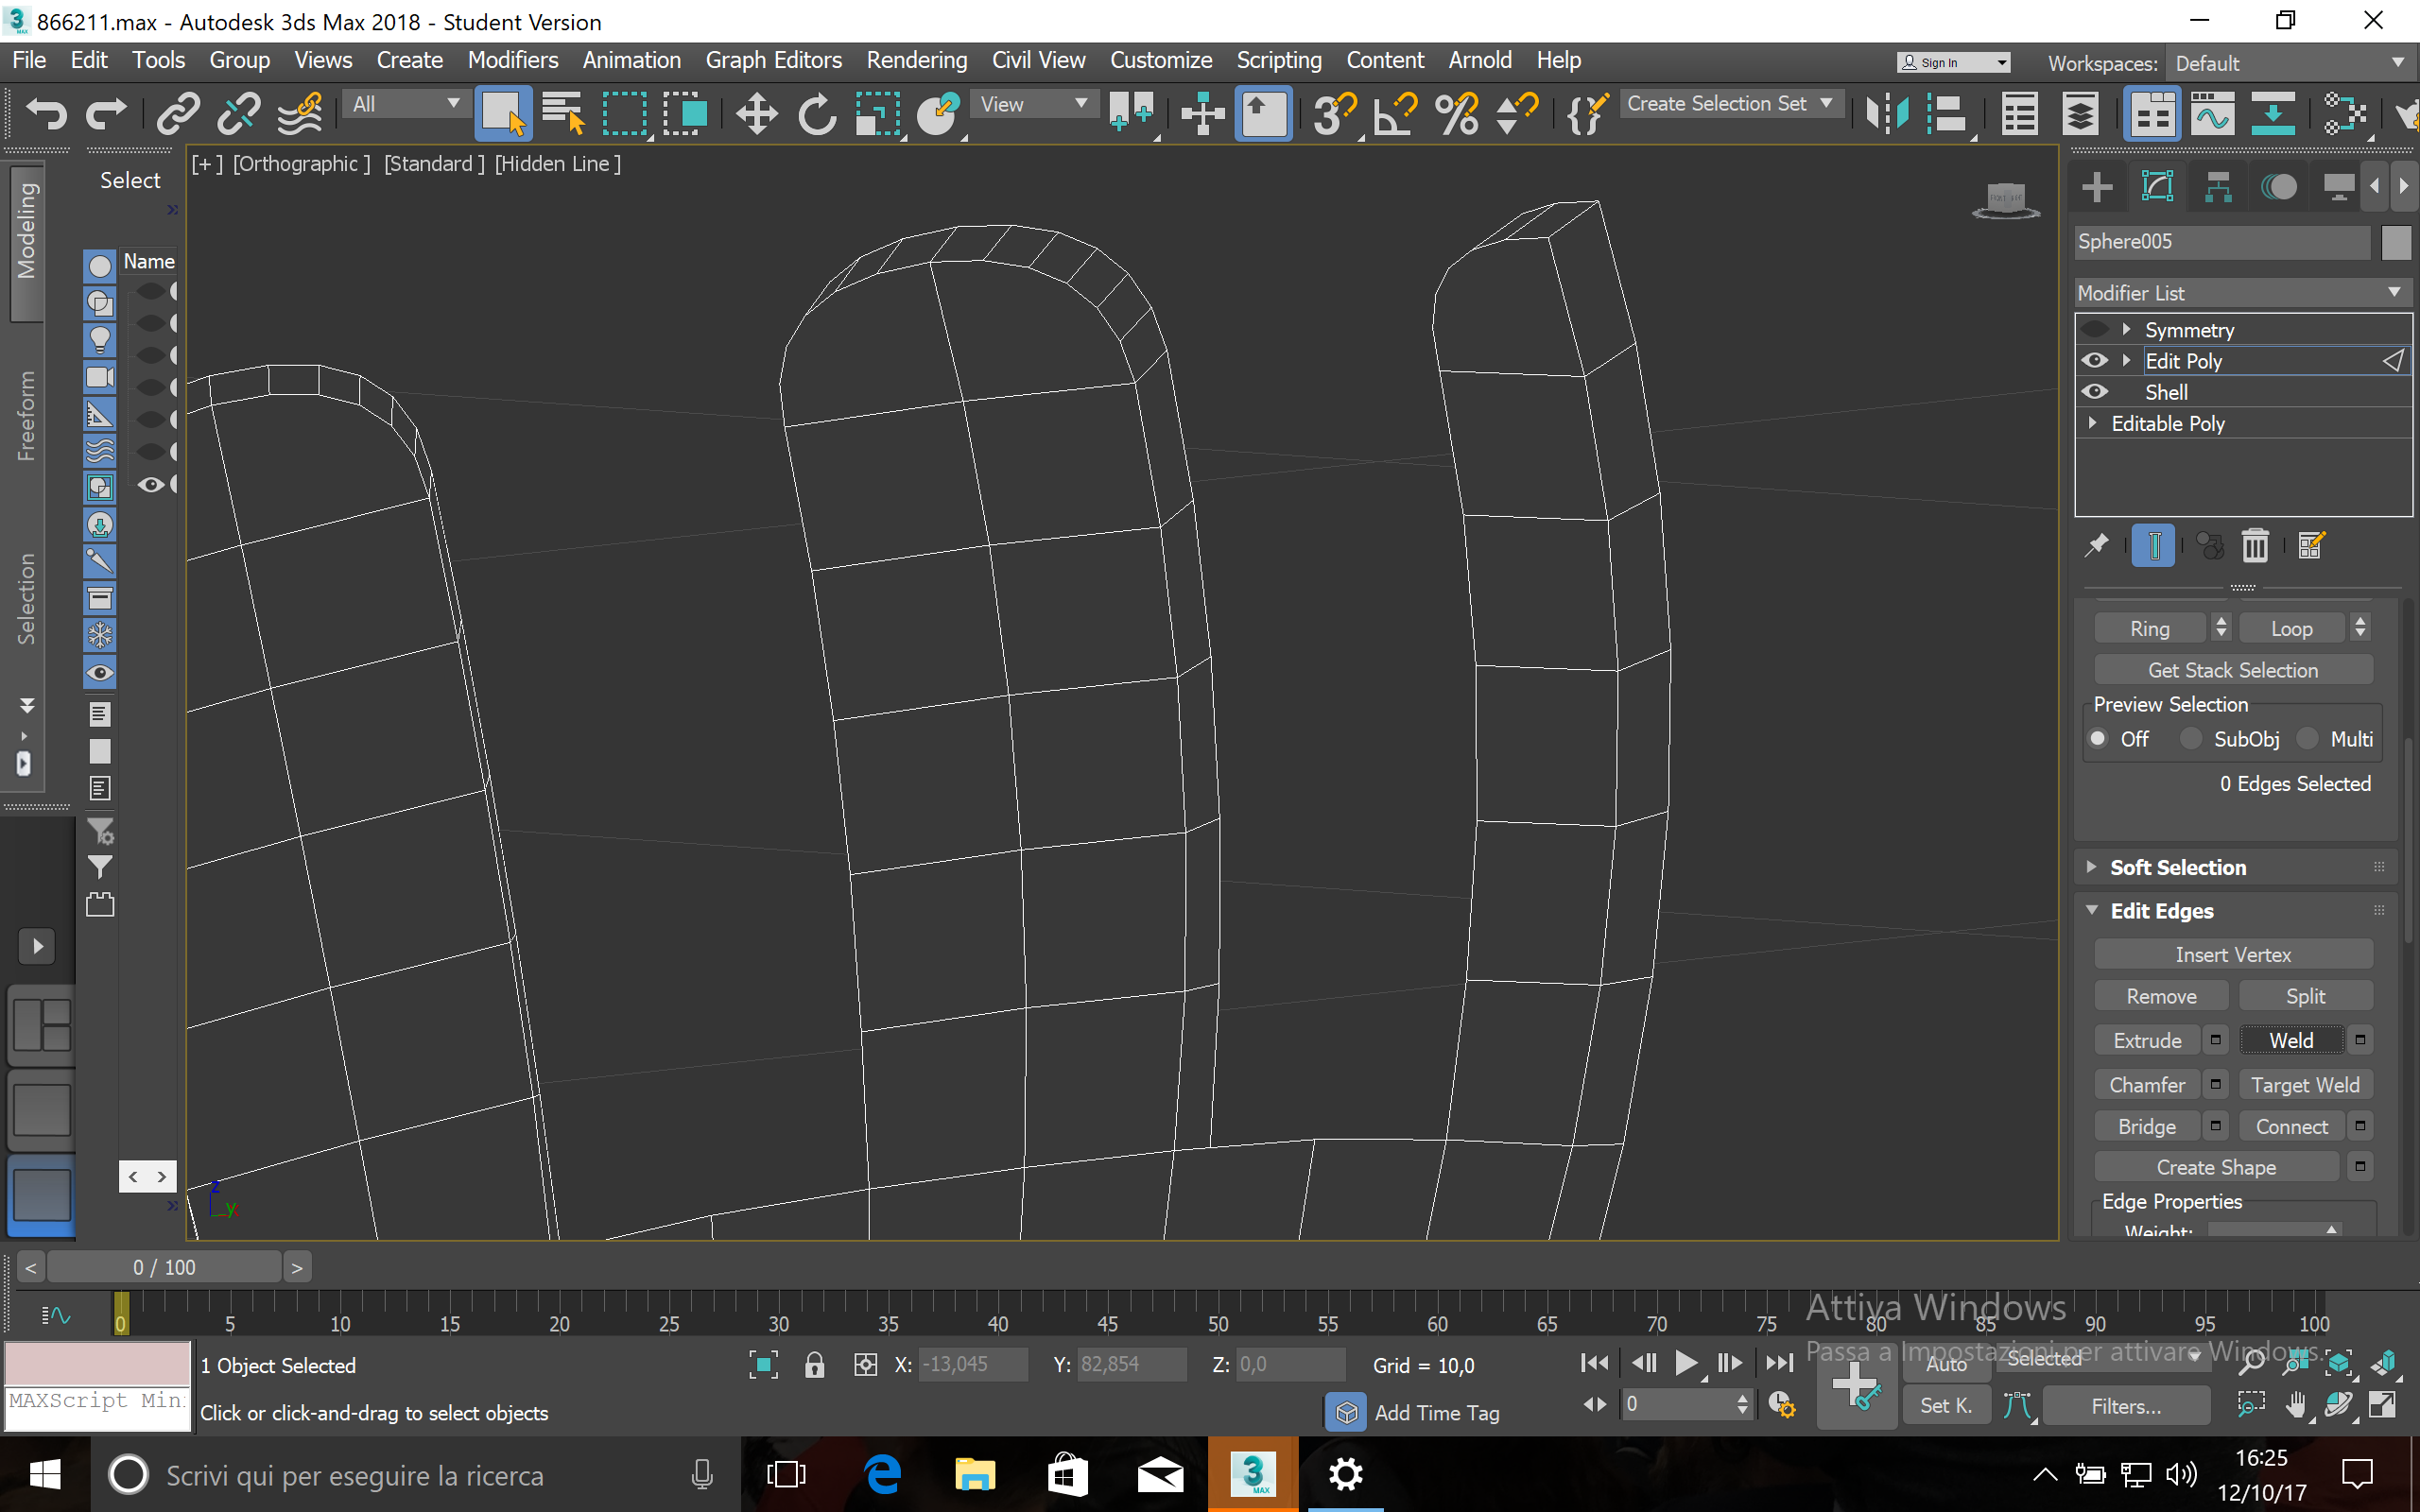 866211.max - Autodesk 3ds Max 2018 - Student Version
File Edit Tools Group Views Create Modifiers Animation Graph Editors Rendering Civil View Customize Scripting Content Arnold Help
Sign In
Workspaces: Default
All
View
Create Selection Set
Modeling
Freeform
Selection
Select
Name
[+] [Orthographic ] [Standard ] [Hidden Line ]
z
y
Sphere005
Modifier List
Symmetry
Edit Poly
Shell
Editable Poly
Ring Loop
Get Stack Selection
Preview Selection
Off SubObj Multi
0 Edges Selected
Soft Selection
Edit Edges
Insert Vertex
Remove Split
Extrude Weld
Chamfer Target Weld
Bridge Connect
Create Shape
Edge Properties
Weight:
< 0 / 100 >
0 5 10 15 20 25 30 35 40 45 50 55 60 65 70 75 80 85 90 95 100
Attiva Windows
Passa a Impostazioni per attivare Windows.
MAXScript Min
1 Object Selected
Click or click-and-drag to select objects
X: -13,045 Y: 82,854 Z: 0,0 Grid = 10,0
Add Time Tag
0
Auto Selected
Set K. Filters...
Scrivi qui per eseguire la ricerca
3 MAX
16:25
12/10/17